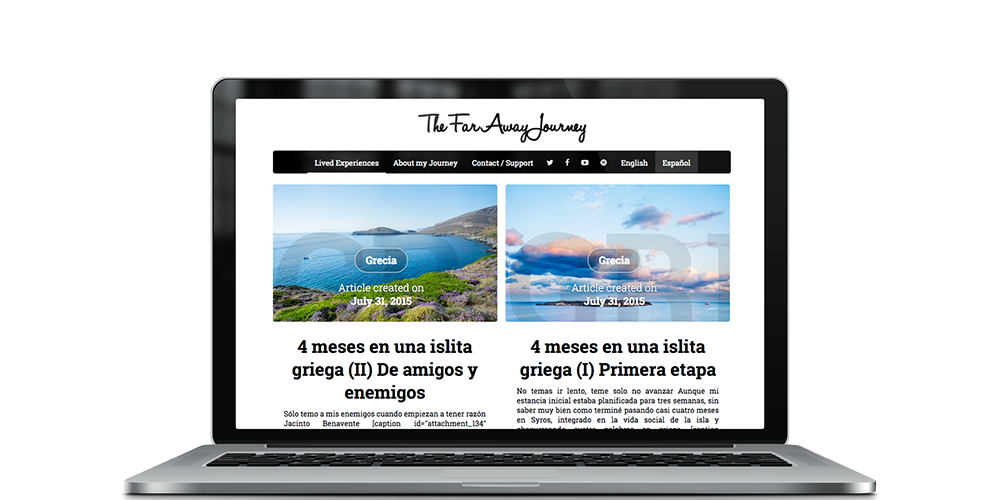 The Far Away Journey
Lived Experiences About my Journey Contact / Support English Español
Grecia
Article created on
July 31, 2015
Grecia
Article created on
July 31, 2015
4 meses en una islita
griega (II) De amigos y
enemigos
Sólo temo a mis enemigos cuando empiezan a tener razón
Jacinto Benavente [caption id="attachment_134"
4 meses en una islita
griega (I) Primera etapa
No temas ir lento, teme solo no avanzar Aunque mi
estancia inicial estaba planificada para tres semanas, sin
saber muy bien como terminé pasando casi cuatro meses
en Syros, integrado en la vida social de la isla y